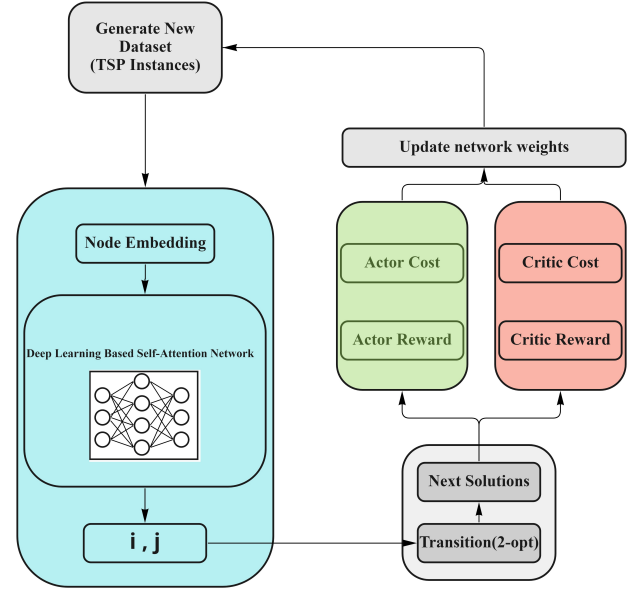 Generate New
Dataset
(TSP Instances)
Update network weights
Node Embedding
Actor Cost
Critic Cost
Deep Learning Based Self-Attention Network
Actor Reward
Critic Reward
Next Solutions
i , j
Transition(2-opt)